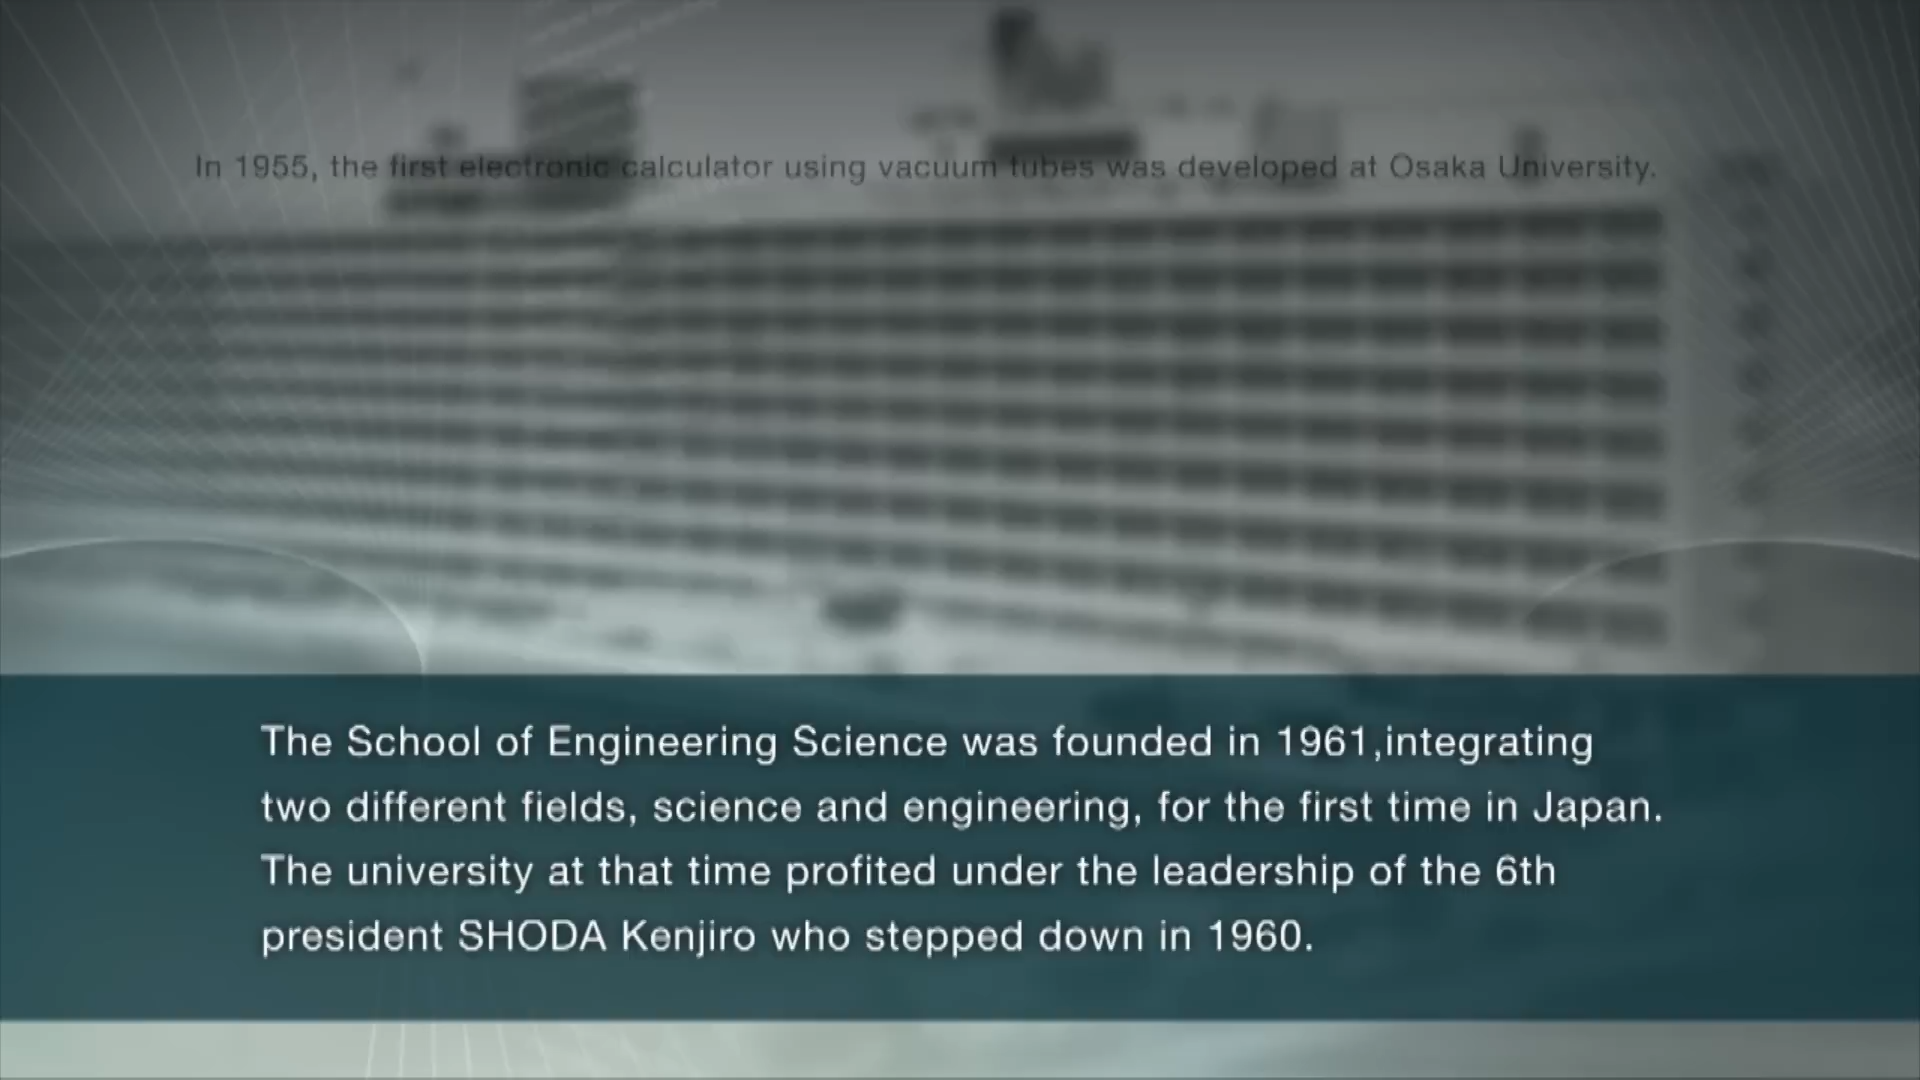 In 1955, the first electronic calculator using vacuum tubes was developed at Osaka University.
The School of Engineering Science was founded in 1961,integrating
two different fields, science and engineering, for the first time in Japan.
The university at that time profited under the leadership of the 6th
president SHODA Kenjiro who stepped down in 1960.